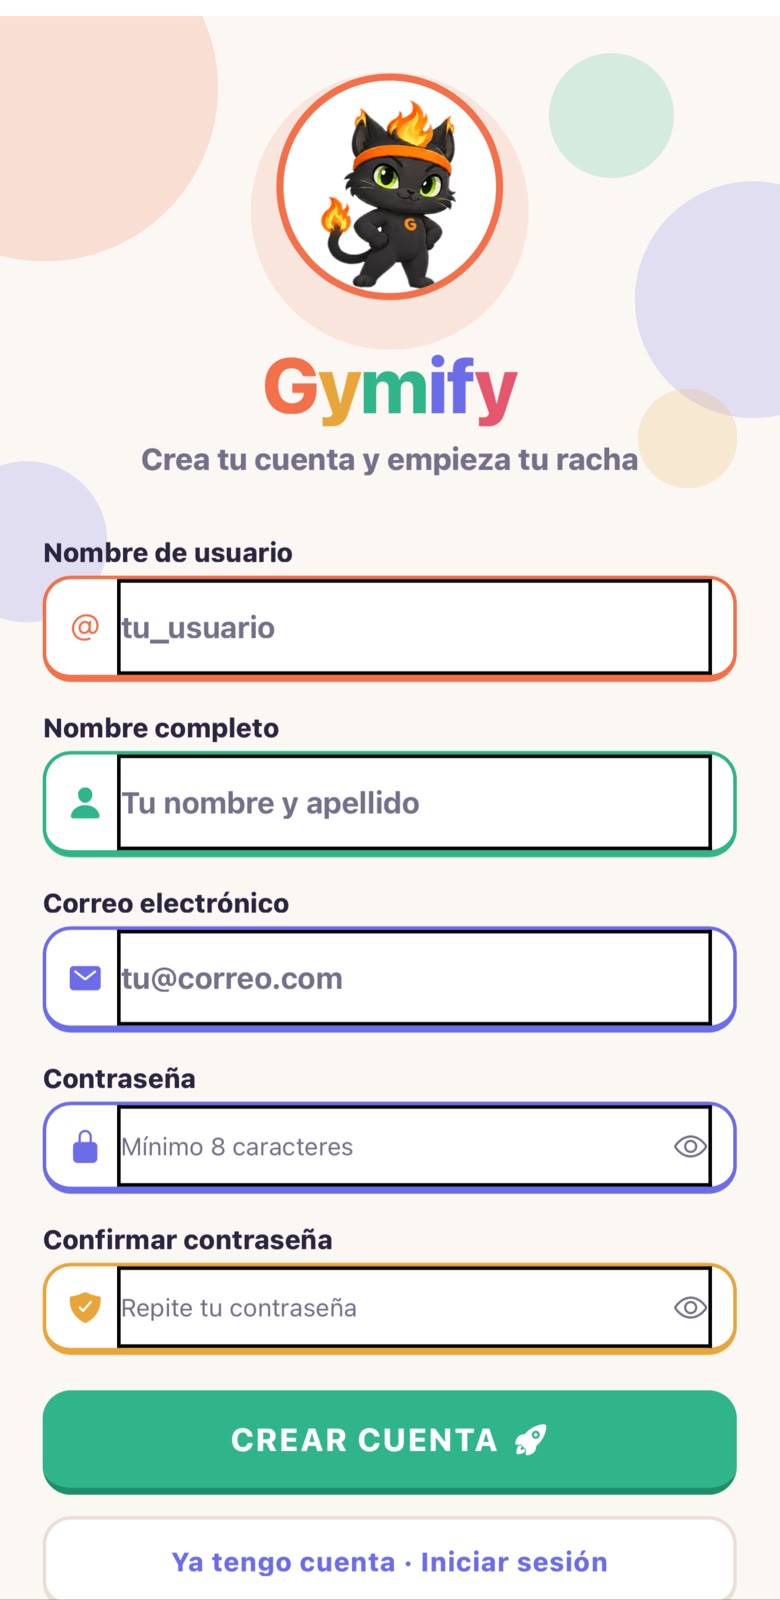 G
Gymify
Crea tu cuenta y empieza tu racha
Nombre de usuario
@ tu_usuario
Nombre completo
Tu nombre y apellido
Correo electrónico
tu@correo.com
Contraseña
Mínimo 8 caracteres
Confirmar contraseña
Repite tu contraseña
CREAR CUENTA
Ya tengo cuenta · Iniciar sesión